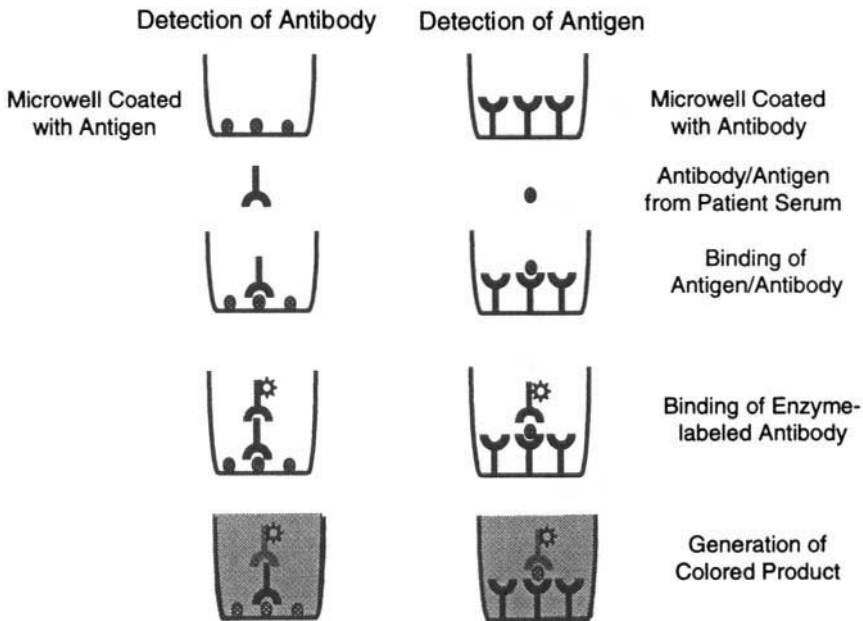 Detection of Antibody
Detection of Antigen
Microwell Coated
with Antigen
Microwell Coated
with Antibody
Antibody/Antigen
from Patient Serum
Binding of
Antigen/Antibody
Binding of Enzyme-
labeled Antibody
Generation of
Colored Product